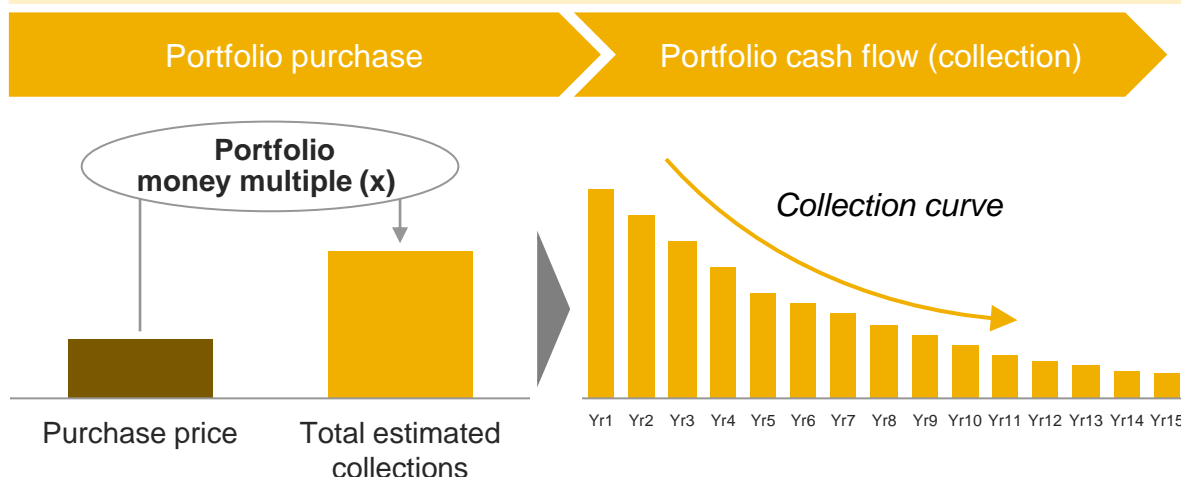 Portfolio purchase
Portfolio cash flow (collection)
Portfolio
money multiple (x)
Collection curve
Purchase price
Total estimated
collections
Yr1 Yr2 Yr3 Yr4 Yr5 Yr6 Yr7 Yr8 Yr9 Yr10 Yr11 Yr12 Yr13 Yr14 Yr15